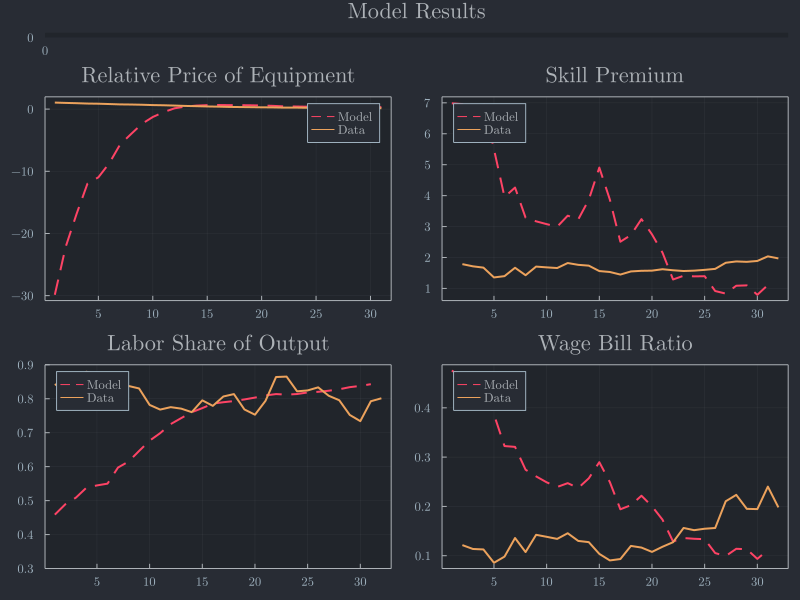 Model Results
0
0
Relative Price of Equipment
0
−10
−20
−30
5 10 15 20 25 30
Model
Data
Skill Premium
7
6
5
4
3
2
1
5 10 15 20 25 30
Model
Data
Labor Share of Output
0.9
0.8
0.7
0.6
0.5
0.4
0.3
5 10 15 20 25 30
Model
Data
Wage Bill Ratio
0.4
0.3
0.2
0.1
5 10 15 20 25 30
Model
Data